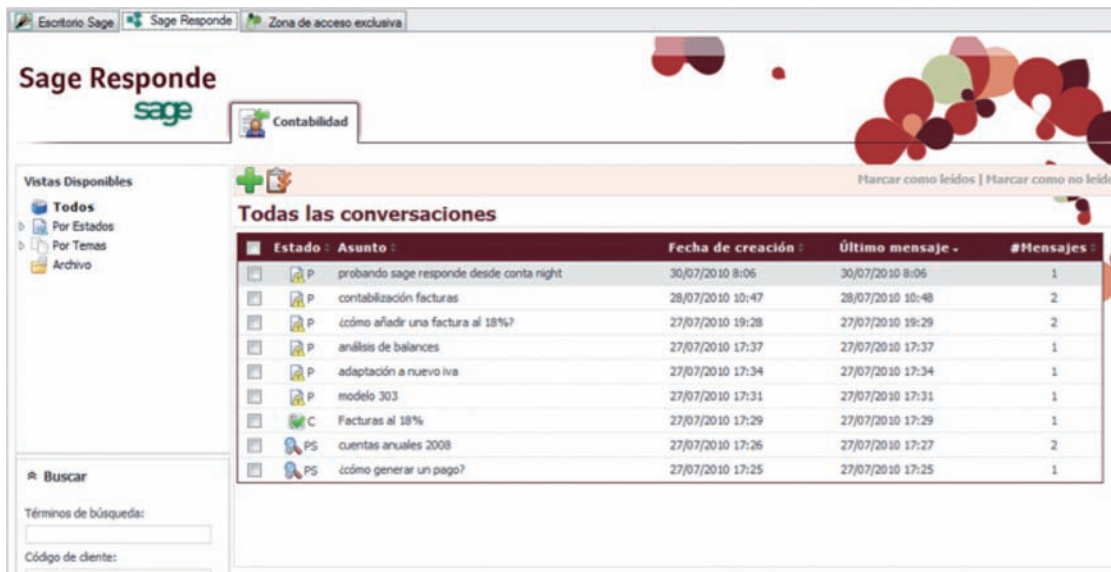 Escritorio Sage Sage Responde Zona de acceso exclusiva
Sage Responde
sage
Contabilidad
Vistas Disponibles
Todos
Por Estados
Por Temas
Archivo
Buscar
Términos de búsqueda:
Código de cliente:
Marcar como leídos | Marcar como no leído
Todas las conversaciones
Estado Asunto Fecha de creación Último mensaje #Mensajes
P probando sage responde desde conta night 30/07/2010 8:06 30/07/2010 8:06 1
P contabilización facturas 28/07/2010 10:47 28/07/2010 10:48 2
P ¿cómo añadir una factura al 18%? 27/07/2010 19:28 27/07/2010 19:29 2
P análisis de balances 27/07/2010 17:37 27/07/2010 17:37 1
P adaptación a nuevo iva 27/07/2010 17:34 27/07/2010 17:34 1
P modelo 303 27/07/2010 17:31 27/07/2010 17:31 1
C Facturas al 18% 27/07/2010 17:29 27/07/2010 17:29 1
PS cuentas anuales 2008 27/07/2010 17:26 27/07/2010 17:27 2
PS ¿cómo generar un pago? 27/07/2010 17:25 27/07/2010 17:25 1